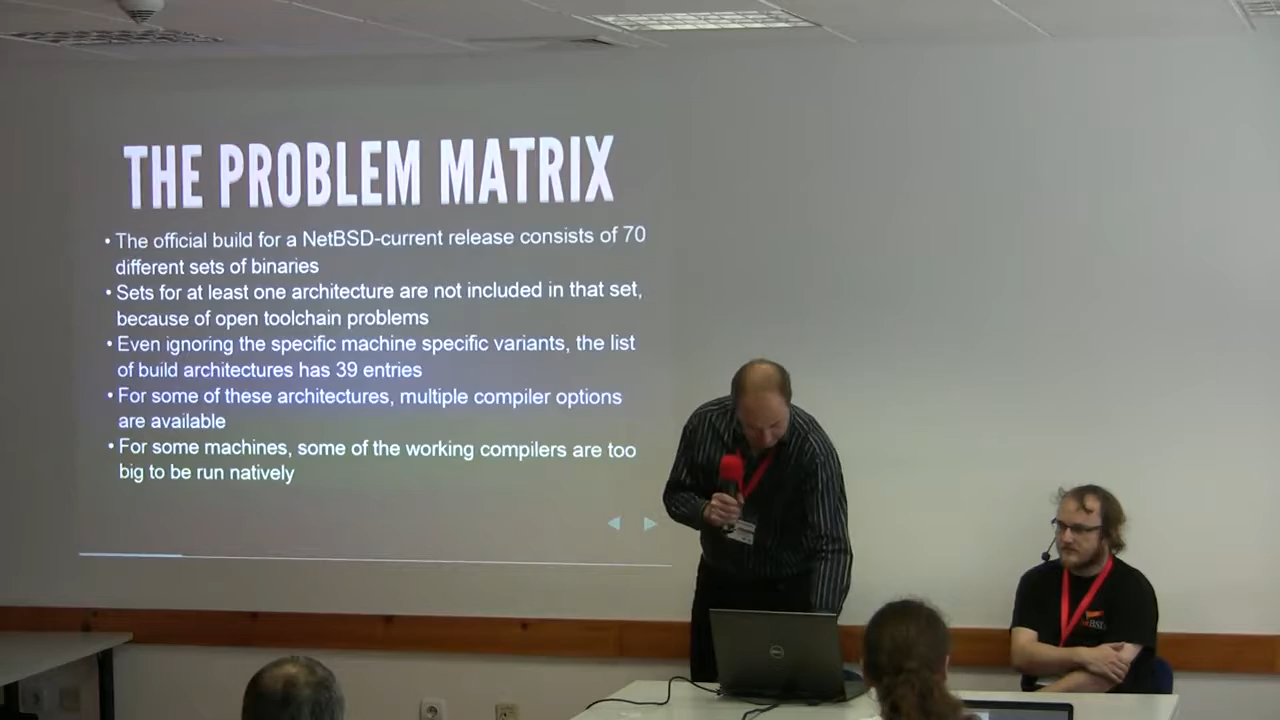 THE PROBLEM MATRIX
• The official build for a NetBSD-current release consists of 70
different sets of binaries
• Sets for at least one architecture are not included in that set,
because of open toolchain problems
• Even ignoring the specific machine specific variants, the list
of build architectures has 39 entries
• For some of these architectures, multiple compiler options
are available
• For some machines, some of the working compilers are too
big to be run natively
DELL